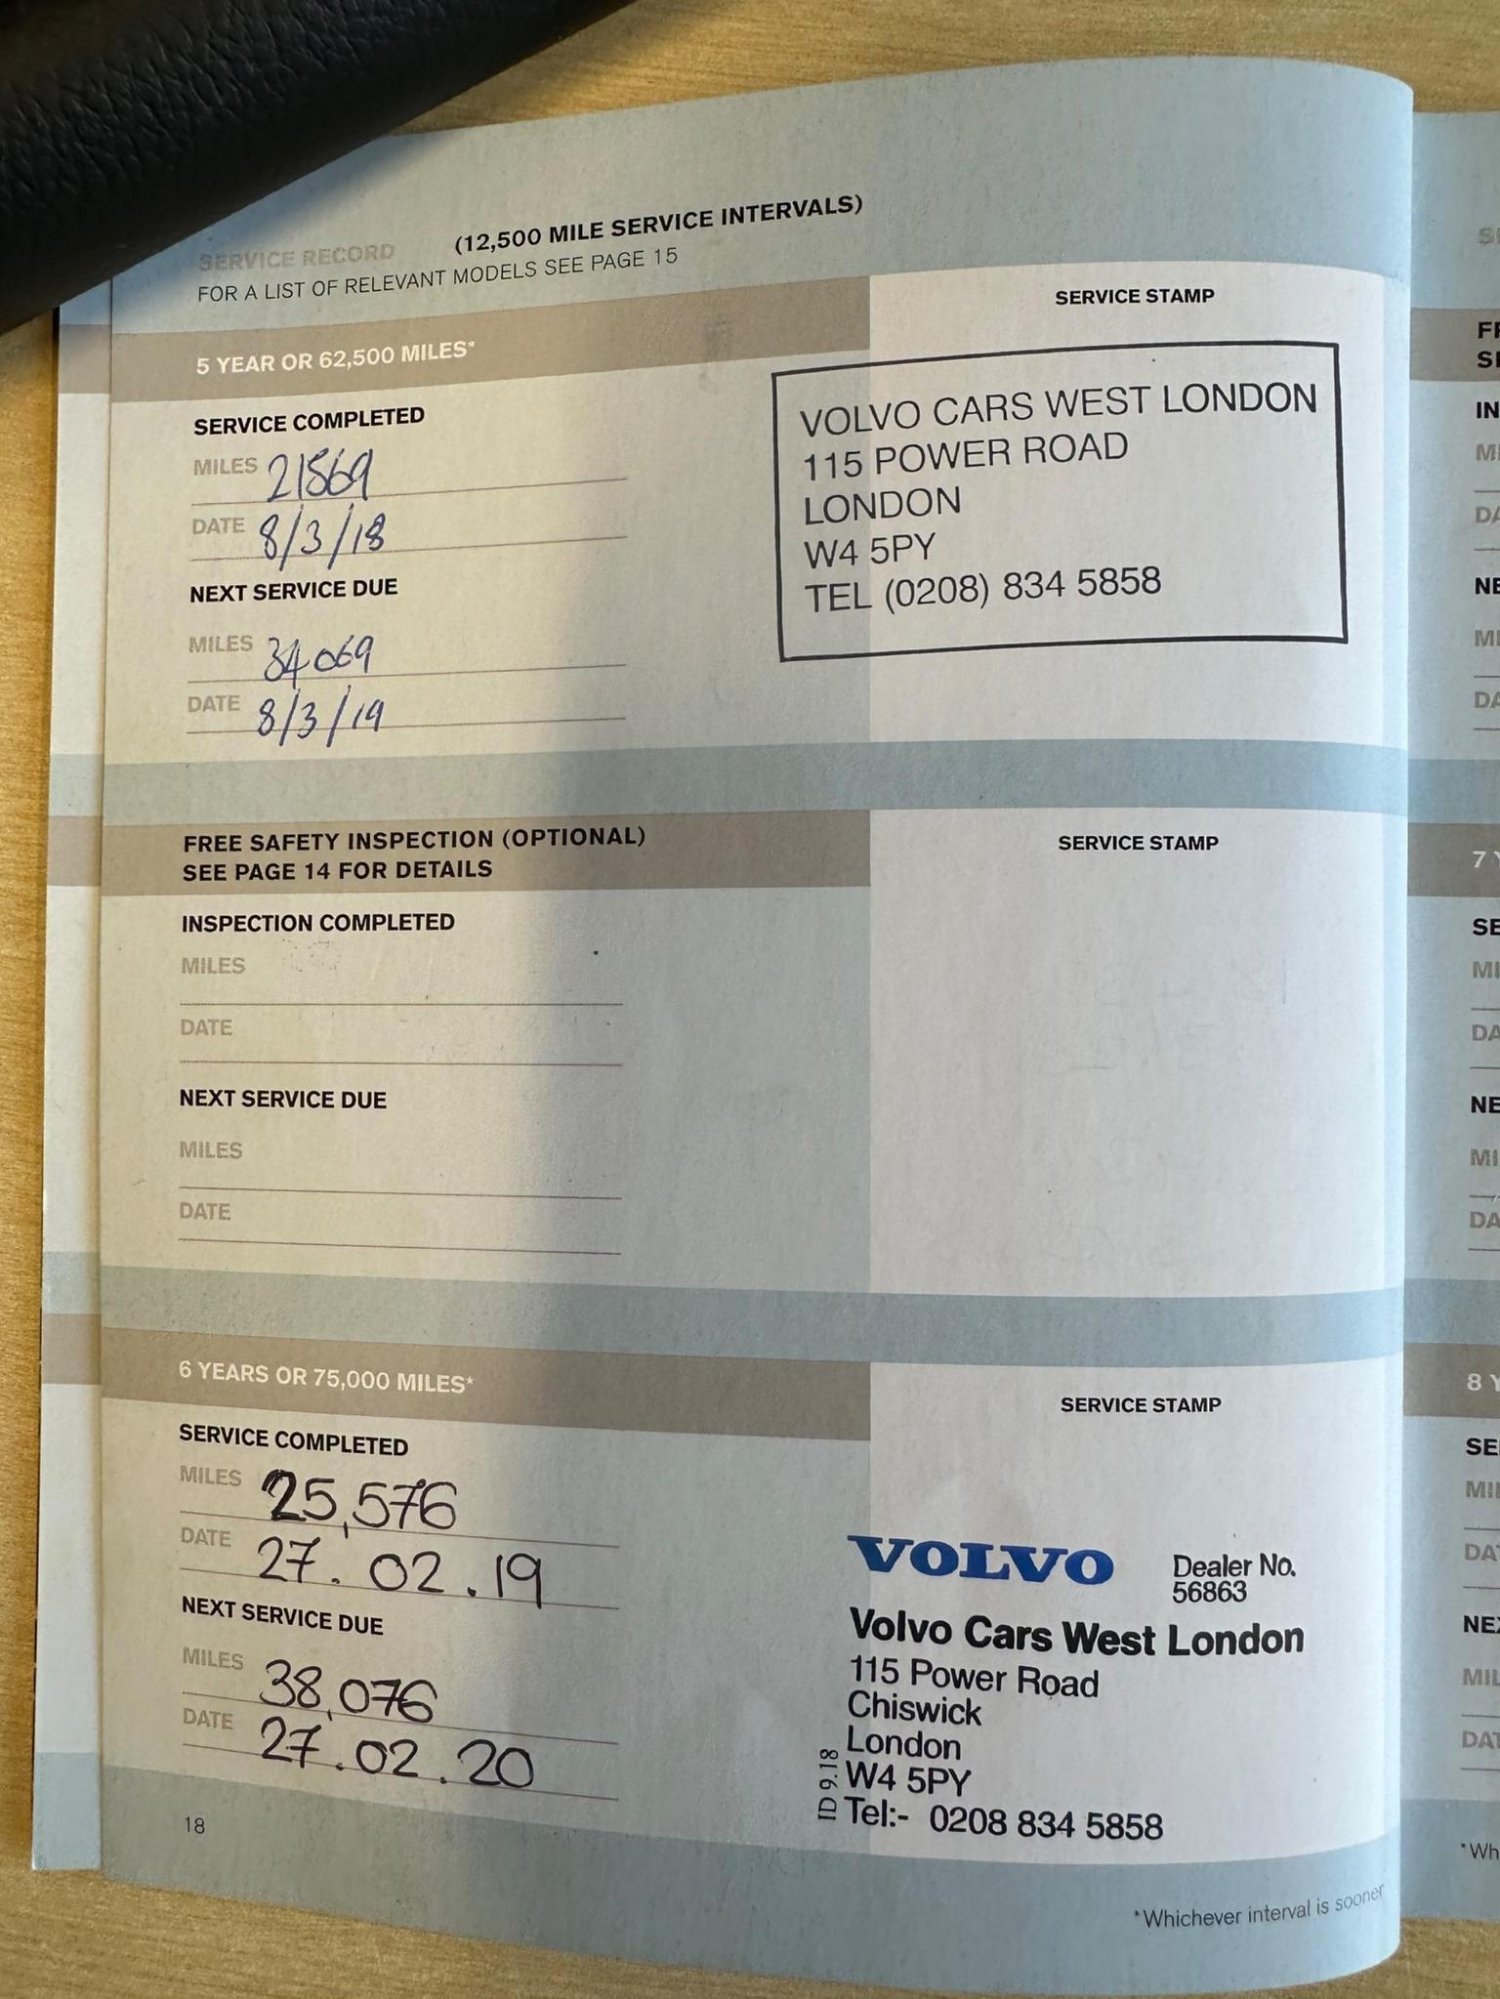 SERVICE RECORD (12,500 MILE SERVICE INTERVALS)
FOR A LIST OF RELEVANT MODELS SEE PAGE 15
5 YEAR OR 62,500 MILES*
SERVICE STAMP
SERVICE COMPLETED
MILES 21569
DATE 8/3/18
NEXT SERVICE DUE
MILES 34069
DATE 8/3/19
VOLVO CARS WEST LONDON
115 POWER ROAD
LONDON
W4 5PY
TEL (0208) 834 5858
FREE SAFETY INSPECTION (OPTIONAL)
SEE PAGE 14 FOR DETAILS
SERVICE STAMP
INSPECTION COMPLETED
MILES
DATE
NEXT SERVICE DUE
MILES
DATE
6 YEARS OR 75,000 MILES*
SERVICE STAMP
SERVICE COMPLETED
MILES 25,576
DATE 27.02.19
NEXT SERVICE DUE
MILES 38,076
DATE 27.02.20
VOLVO
Dealer No.
56863
Volvo Cars West London
115 Power Road
Chiswick
London
W4 5PY
Tel:- 0208 834 5858
ID 9.18
18
*Whichever interval is sooner